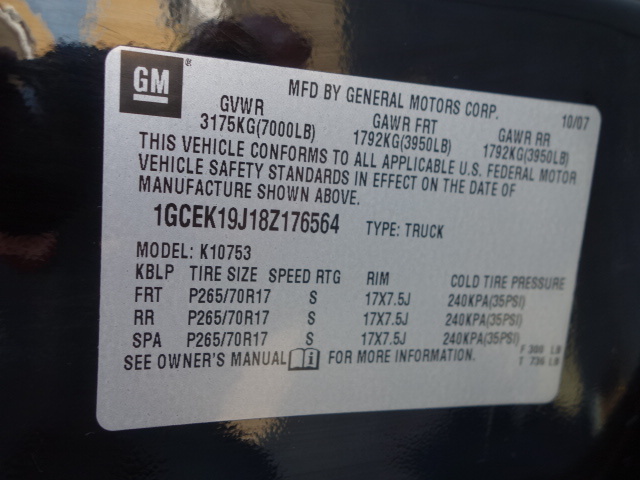 GM ®
MFD BY GENERAL MOTORS CORP. 10/07
GVWR GAWR FRT GAWR RR
3175KG(7000LB) 1792KG(3950LB) 1792KG(3950LB)
THIS VEHICLE CONFORMS TO ALL APPLICABLE U.S. FEDERAL MOTOR
VEHICLE SAFETY STANDARDS IN EFFECT ON THE DATE OF
MANUFACTURE SHOWN ABOVE.
1GCEK19J18Z176564 TYPE: TRUCK
MODEL: K10753
KBLP TIRE SIZE SPEED RTG RIM COLD TIRE PRESSURE
FRT P265/70R17 S 17X7.5J 240KPA(35PSI)
RR P265/70R17 S 17X7.5J 240KPA(35PSI)
SPA P265/70R17 S 17X7.5J 240KPA(35PSI)
SEE OWNER'S MANUAL i FOR MORE INFORMATION.
F LB
T 736 LB